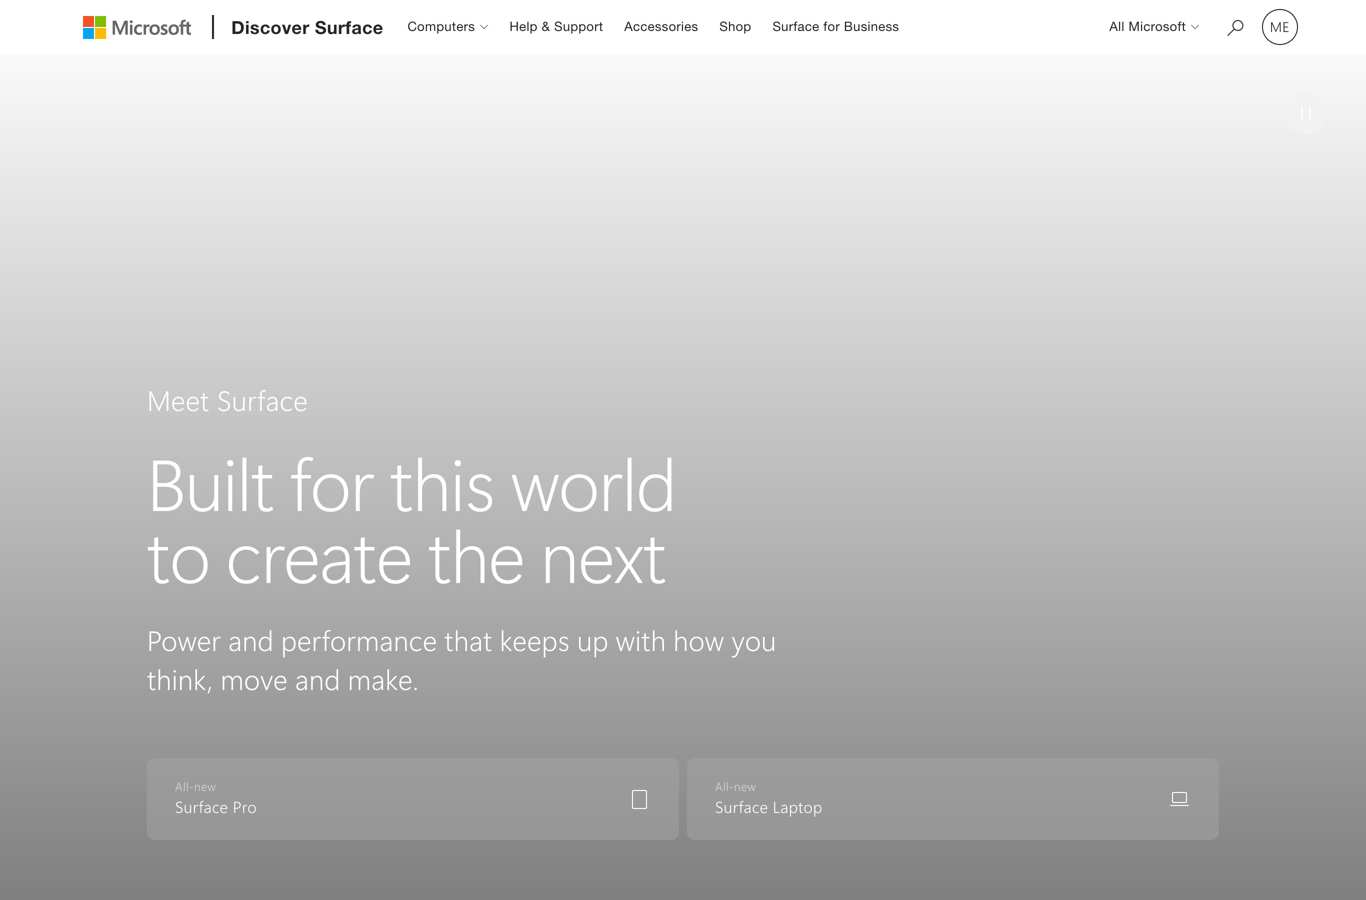 Microsoft
Discover Surface
Computers
Help & Support
Accessories
Shop
Surface for Business
All Microsoft
ME
Meet Surface
Built for this world
to create the next
Power and performance that keeps up with how you
think, move and make.
All-new
Surface Pro
All-new
Surface Laptop